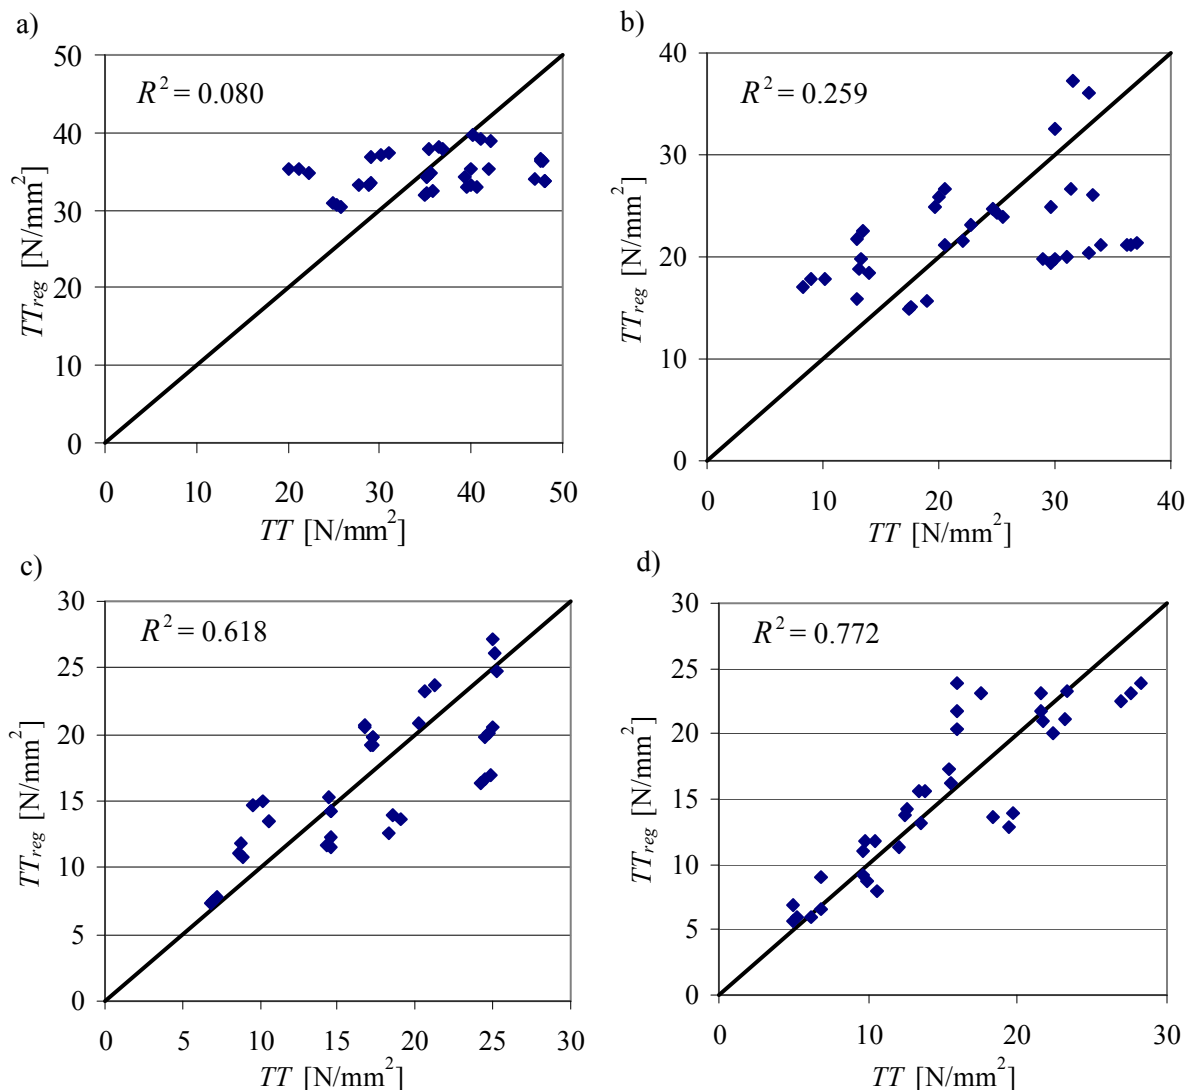 a)
R² = 0.080
TTreg [N/mm²]
50
40
30
20
10
0
0 10 20 30 40 50
TT [N/mm²]
b)
R² = 0.259
TTreg [N/mm²]
40
30
20
10
0
0 10 20 30 40
TT [N/mm²]
c)
R² = 0.618
TTreg [N/mm²]
30
25
20
15
10
5
0
0 5 10 15 20 25 30
TT [N/mm²]
d)
R² = 0.772
TTreg [N/mm²]
30
25
20
15
10
5
0
0 10 20 30
TT [N/mm²]